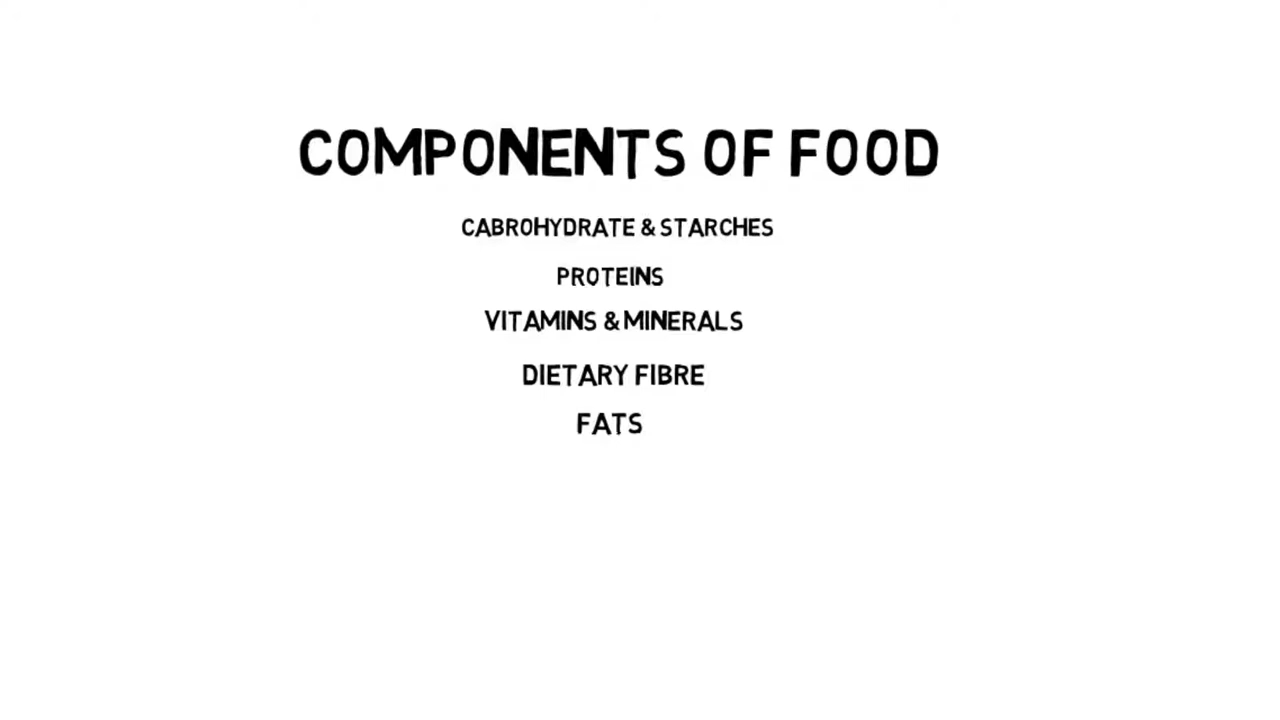 COMPONENTS OF FOOD
CABROHYDRATE & STARCHES
PROTEINS
VITAMINS & MINERALS
DIETARY FIBRE
FATS